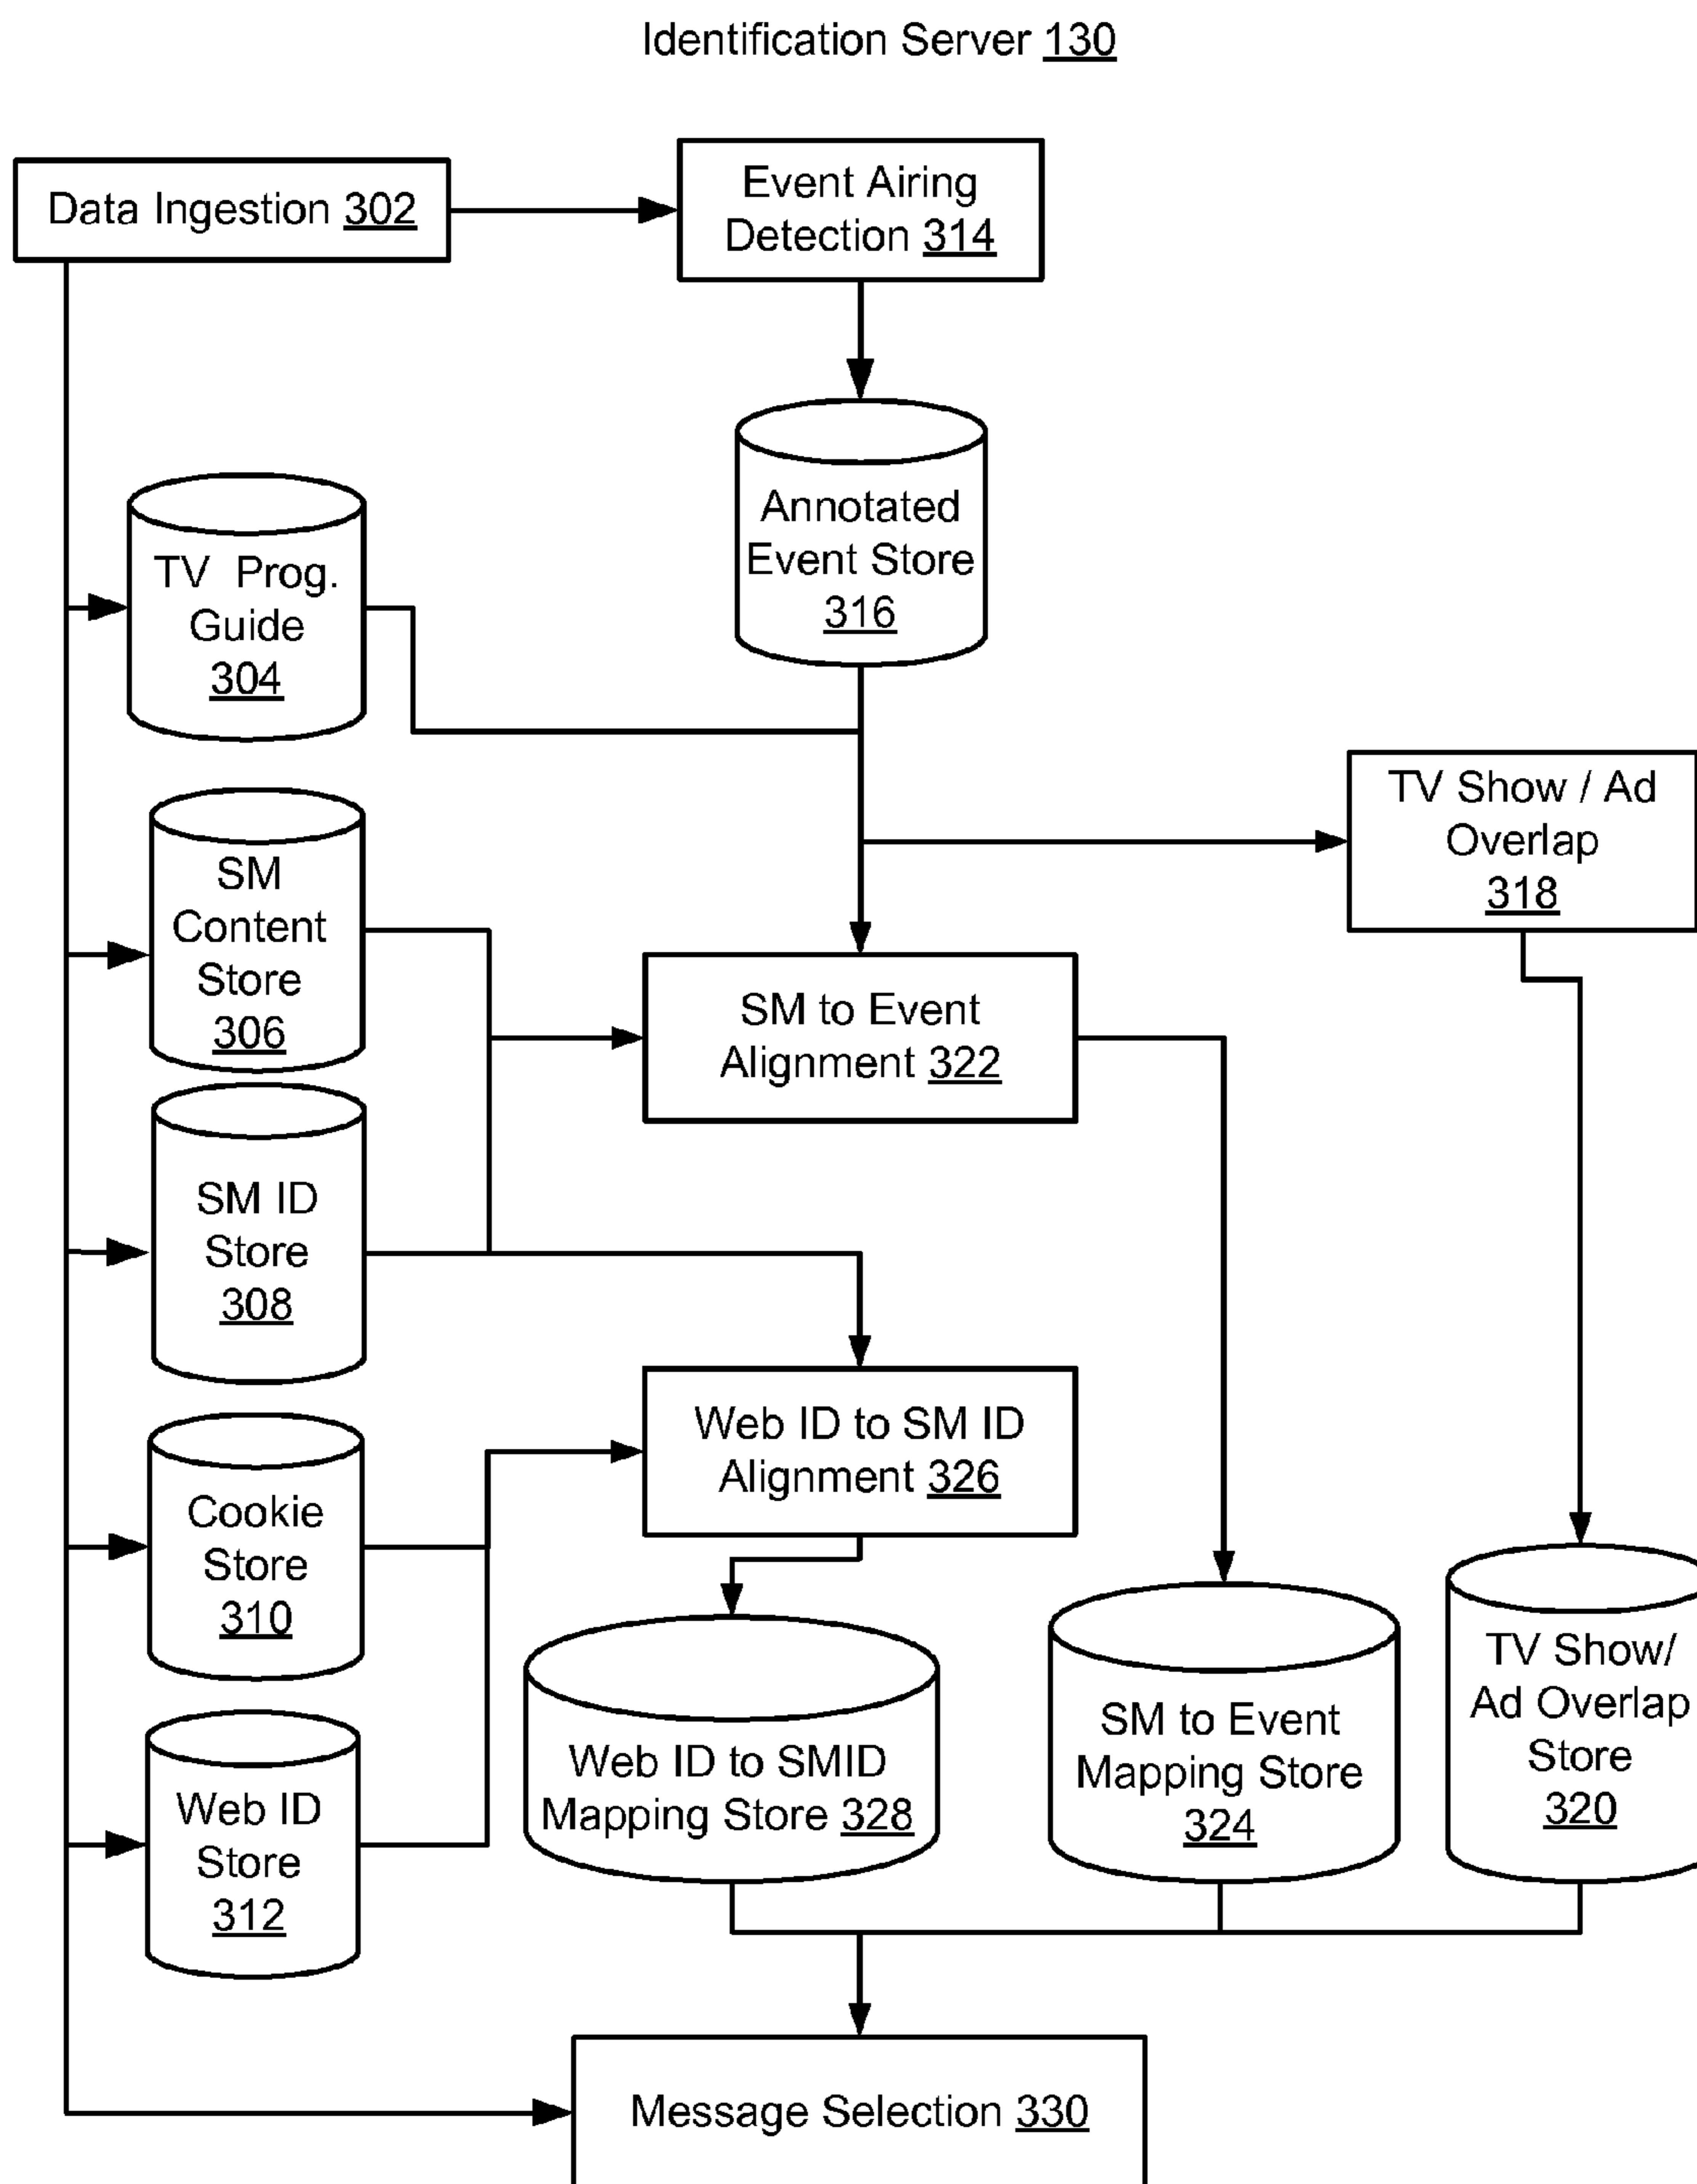 Identification Server 130
Data Ingestion 302
Event Airing
Detection 314
Annotated
Event Store
316
TV Prog.
Guide
304
TV Show / Ad
Overlap
318
SM
Content
Store
306
SM to Event
Alignment 322
SM ID
Store
308
Web ID to SM ID
Alignment 326
Cookie
Store
310
Web ID to SMID
Mapping Store 328
SM to Event
Mapping Store
324
TV Show/
Ad Overlap
Store
320
Web ID
Store
312
Message Selection 330